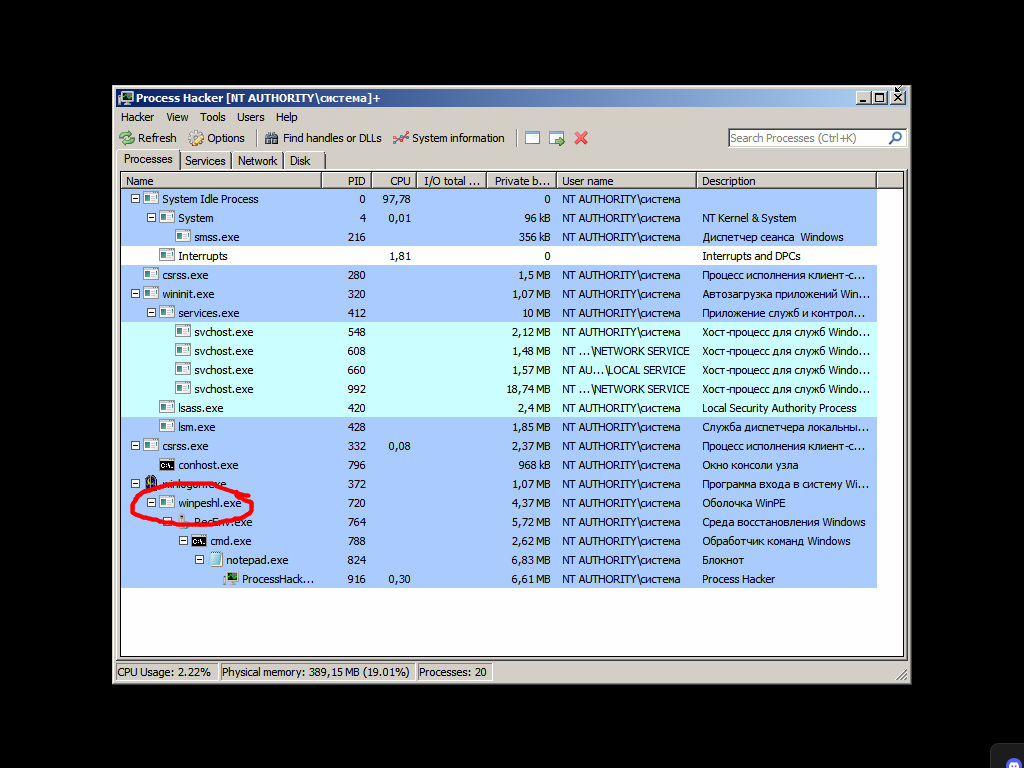 Process Hacker [NT AUTHORITY\система]+
Hacker View Tools Users Help
Refresh Options Find handles or DLLs System information Search Processes (Ctrl+K)
Processes Services Network Disk
Name PID CPU I/O total ... Private b... User name Description
System Idle Process 0 97,78 0 NT AUTHORITY\система
System 4 0,01 96 kB NT AUTHORITY\система NT Kernel & System
smss.exe 216 356 kB NT AUTHORITY\система Диспетчер сеанса Windows
Interrupts 1,81 0 Interrupts and DPCs
csrss.exe 280 1,5 MB NT AUTHORITY\система Процесс исполнения клиент-с...
wininit.exe 320 1,07 MB NT AUTHORITY\система Автозагрузка приложений Win...
services.exe 412 10 MB NT AUTHORITY\система Приложение служб и контрол...
svchost.exe 548 2,12 MB NT AUTHORITY\система Хост-процесс для служб Windo...
svchost.exe 608 1,48 MB NT ...\NETWORK SERVICE Хост-процесс для служб Windo...
svchost.exe 660 1,57 MB NT AU...\LOCAL SERVICE Хост-процесс для служб Windo...
svchost.exe 992 18,74 MB NT ...\NETWORK SERVICE Хост-процесс для служб Windo...
lsass.exe 420 2,4 MB NT AUTHORITY\система Local Security Authority Process
lsm.exe 428 1,85 MB NT AUTHORITY\система Служба диспетчера локальны...
csrss.exe 332 0,08 2,37 MB NT AUTHORITY\система Процесс исполнения клиент-с...
conhost.exe 796 968 kB NT AUTHORITY\система Окно консоли узла
winlogon.exe 372 1,07 MB NT AUTHORITY\система Программа входа в систему Wi...
winpeshl.exe 720 4,37 MB NT AUTHORITY\система Оболочка WinPE
RecEnv.exe 764 5,72 MB NT AUTHORITY\система Среда восстановления Windows
cmd.exe 788 2,62 MB NT AUTHORITY\система Обработчик команд Windows
notepad.exe 824 6,83 MB NT AUTHORITY\система Блокнот
ProcessHack... 916 0,30 6,61 MB NT AUTHORITY\система Process Hacker
CPU Usage: 2.22% Physical memory: 389,15 MB (19.01%) Processes: 20